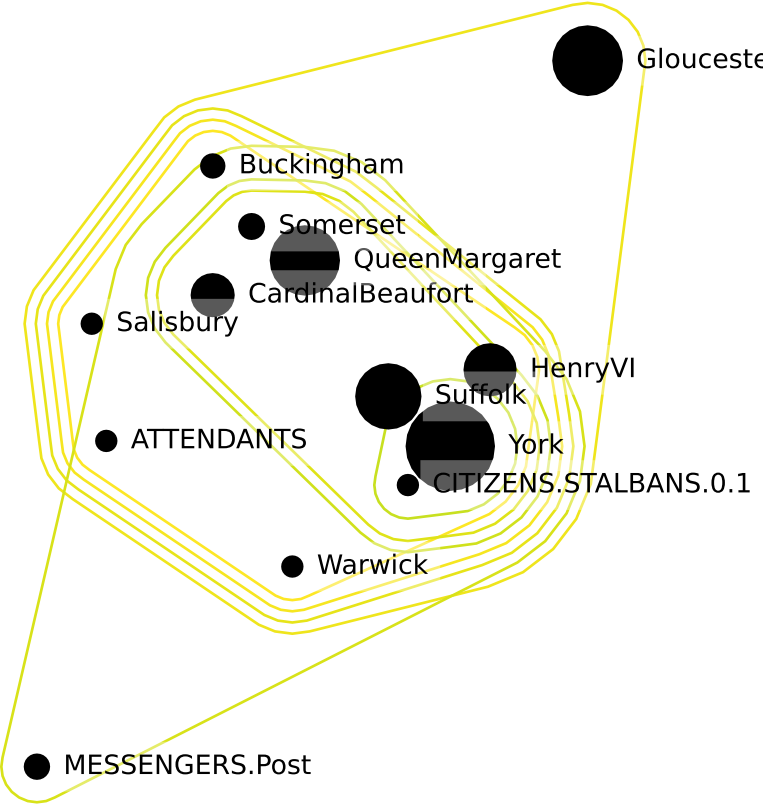 Glouceste
Buckingham
Somerset
QueenMargaret
CardinalBeaufort
Salisbury
HenryVI
Suffolk
ATTENDANTS
York
CITIZENS.STALBANS.0.1
Warwick
MESSENGERS.Post